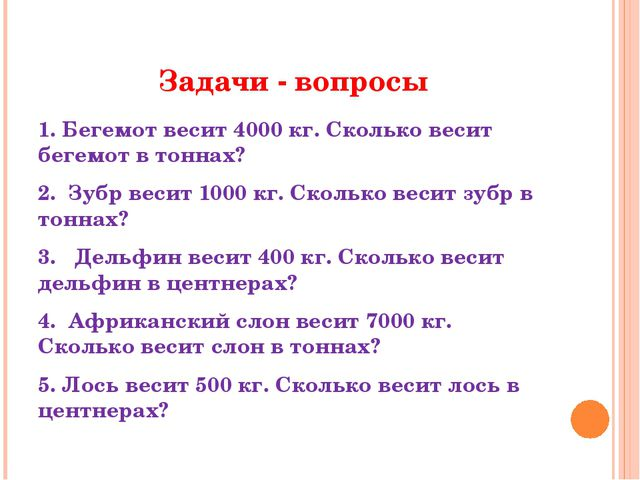 Задачи - вопросы
1. Бегемот весит 4000 кг. Сколько весит
бегемот в тоннах?
2. Зубр весит 1000 кг. Сколько весит зубр в
тоннах?
3. Дельфин весит 400 кг. Сколько весит
дельфин в центнерах?
4. Африканский слон весит 7000 кг.
Сколько весит слон в тоннах?
5. Лось весит 500 кг. Сколько весит лось в
центнерах?